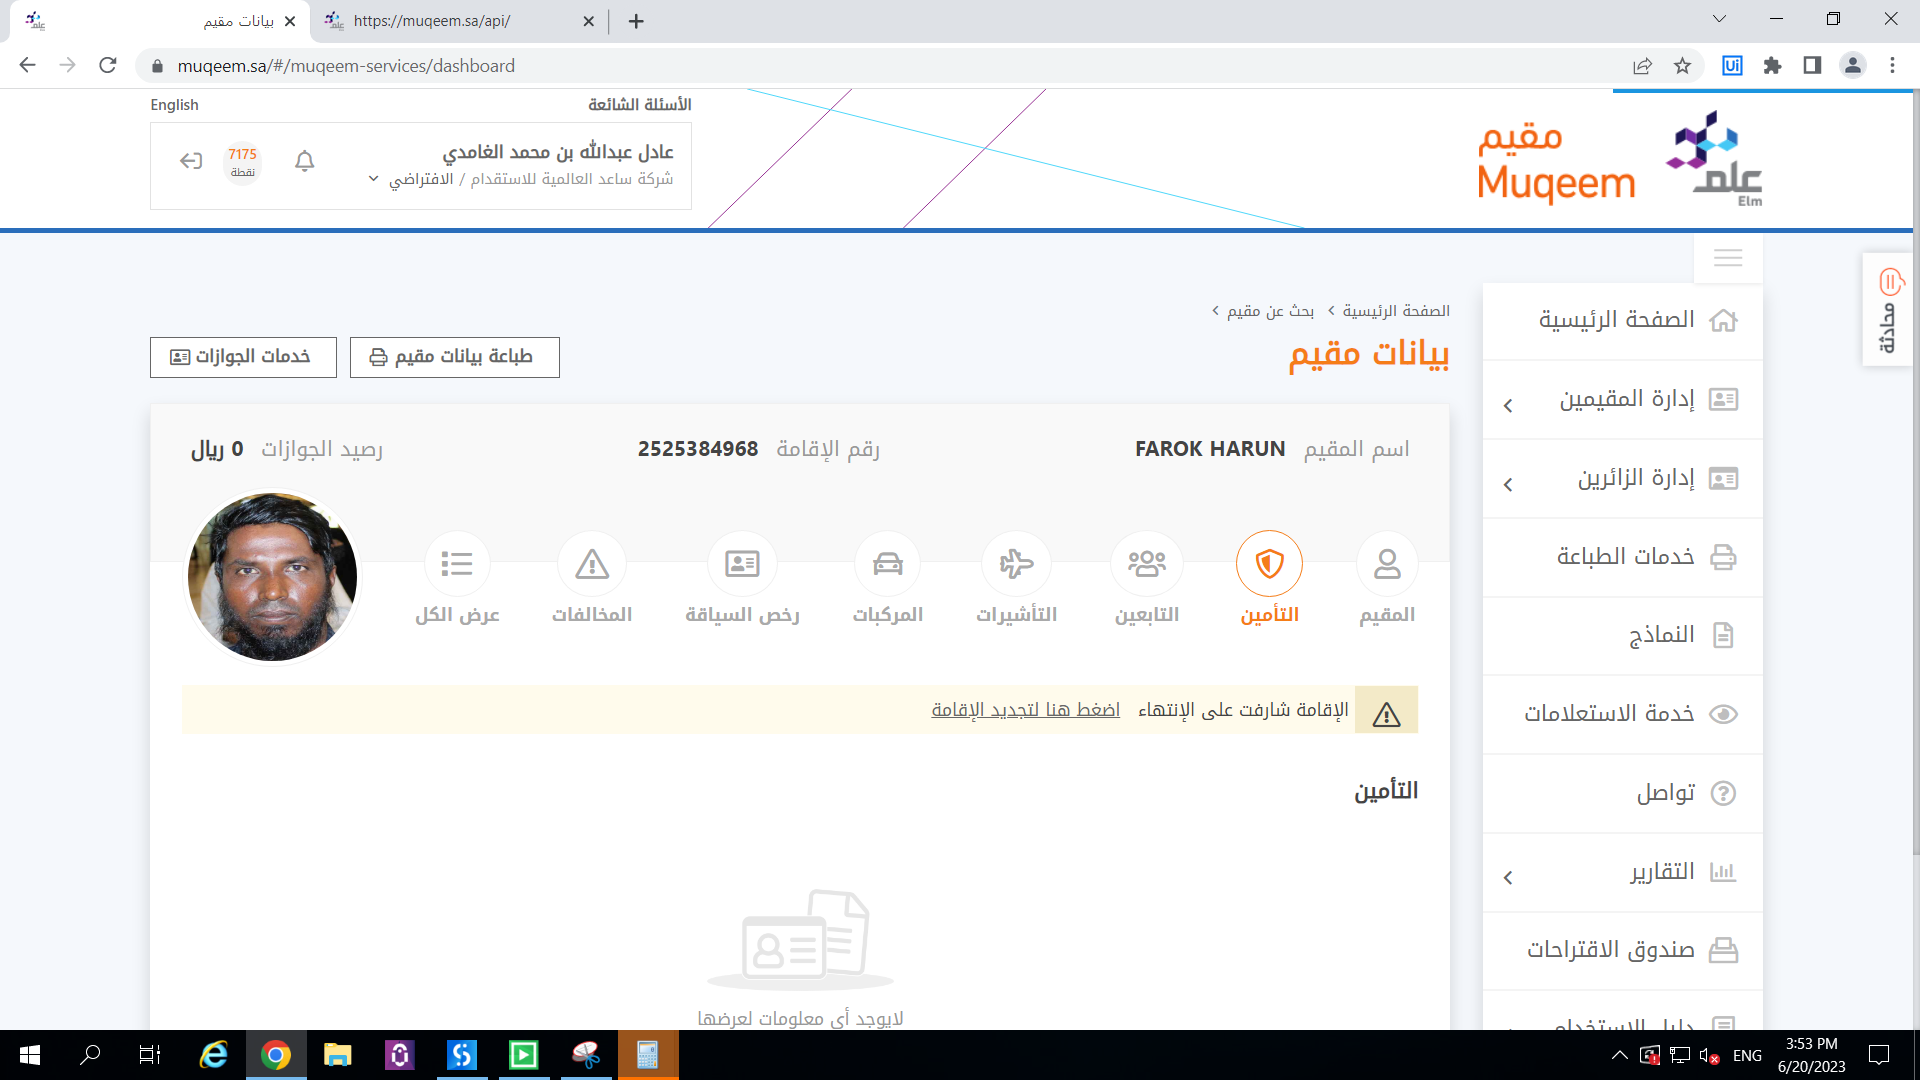 بيانات مقيم
https://muqeem.sa/api/
muqeem.sa/#/muqeem-services/dashboard
Ui
English
الأسئلة الشائعة
عادل عبدالله بن محمد الغامدي
شركة ساعد العالمية للاستقدام / الافتراضي
7175
نقطة
مقيم
Muqeem
علم
Elm
محادثة
الصفحة الرئيسية
إدارة المقيمين
إدارة الزائرين
خدمات الطباعة
النماذج
خدمة الاستعلامات
تواصل
التقارير
صندوق الاقتراحات
دليل الاستخدام
الصفحة الرئيسية > بحث عن مقيم >
بيانات مقيم
طباعة بيانات مقيم
خدمات الجوازات
اسم المقيم FAROK HARUN
رقم الإقامة 2525384968
رصيد الجوازات 0 ريال
المقيم
التأمين
التابعين
التأشيرات
المركبات
رخص السياقة
المخالفات
عرض الكل
الإقامة شارفت على الإنتهاء اضغط هنا لتجديد الإقامة
التأمين
لايوجد أي معلومات لعرضها
ENG
3:53 PM
6/20/2023